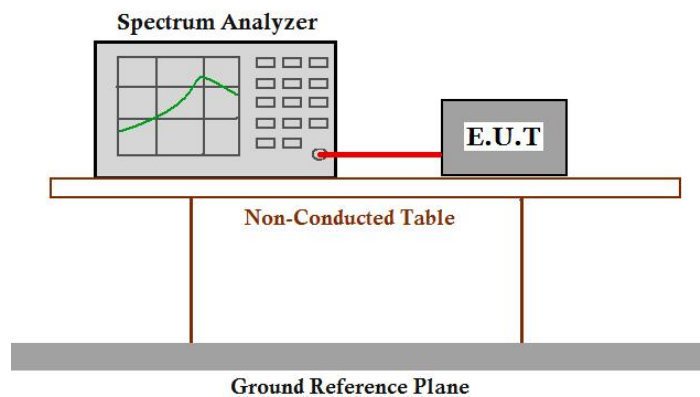 Spectrum Analyzer
E.U.T
Non-Conducted Table
Ground Reference Plane